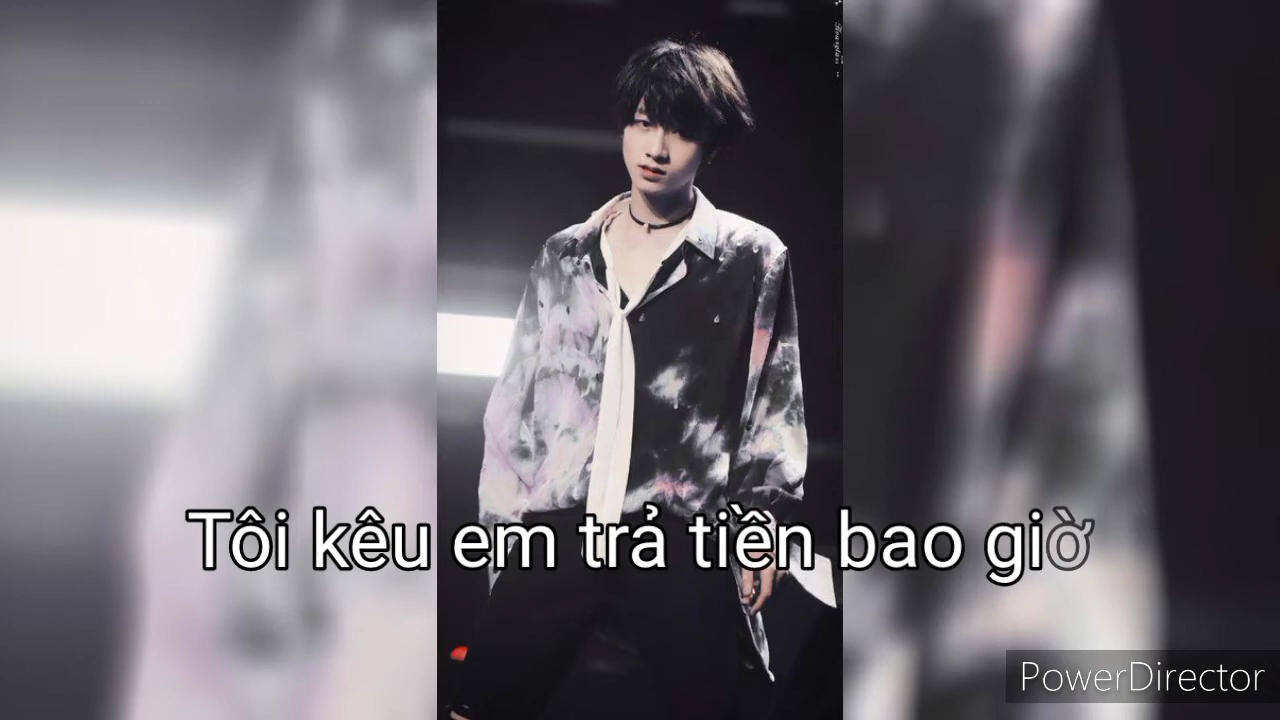 Tôi kêu em trả tiền bao giờ
PowerDirector